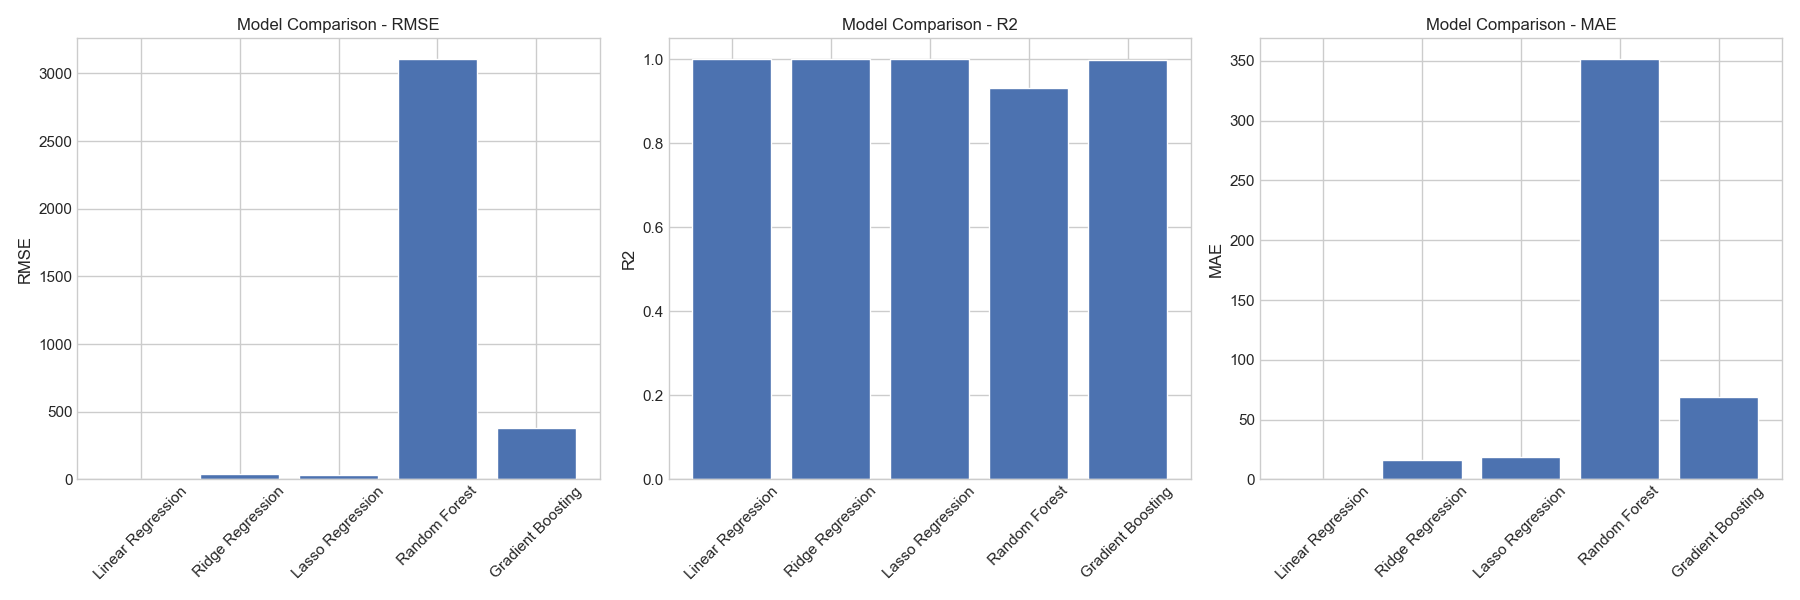 Model Comparison - RMSE
RMSE
3000
2500
2000
1500
1000
500
0
Linear Regression
Ridge Regression
Lasso Regression
Random Forest
Gradient Boosting
Model Comparison - R2
R2
1.0
0.8
0.6
0.4
0.2
0.0
Linear Regression
Ridge Regression
Lasso Regression
Random Forest
Gradient Boosting
Model Comparison - MAE
MAE
350
300
250
200
150
100
50
0
Linear Regression
Ridge Regression
Lasso Regression
Random Forest
Gradient Boosting